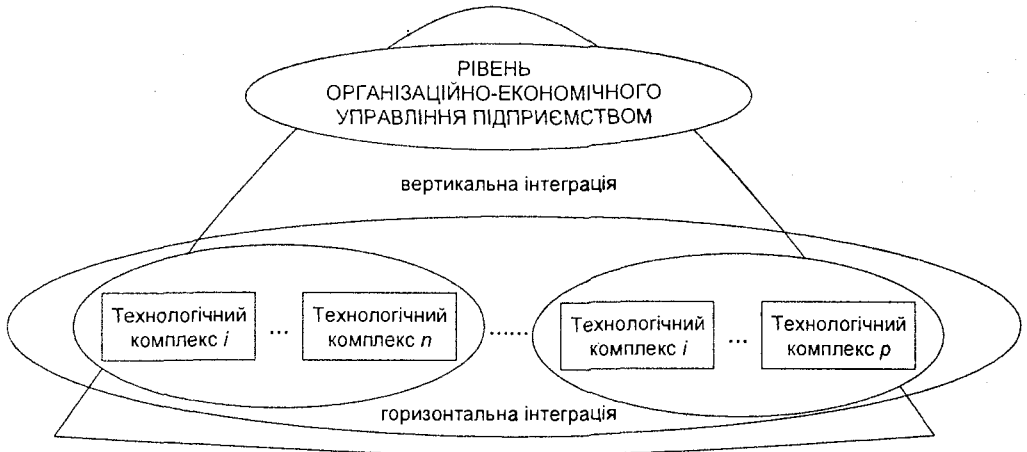 РІВЕНЬ
ОРГАНІЗАЦІЙНО-ЕКОНОМІЧНОГО
УПРАВЛІННЯ ПІДПРИЄМСТВОМ
вертикальна інтеграція
Технологічний комплекс i
...
Технологічний комплекс n
......
Технологічний комплекс i
...
Технологічний комплекс p
горизонтальна інтеграція